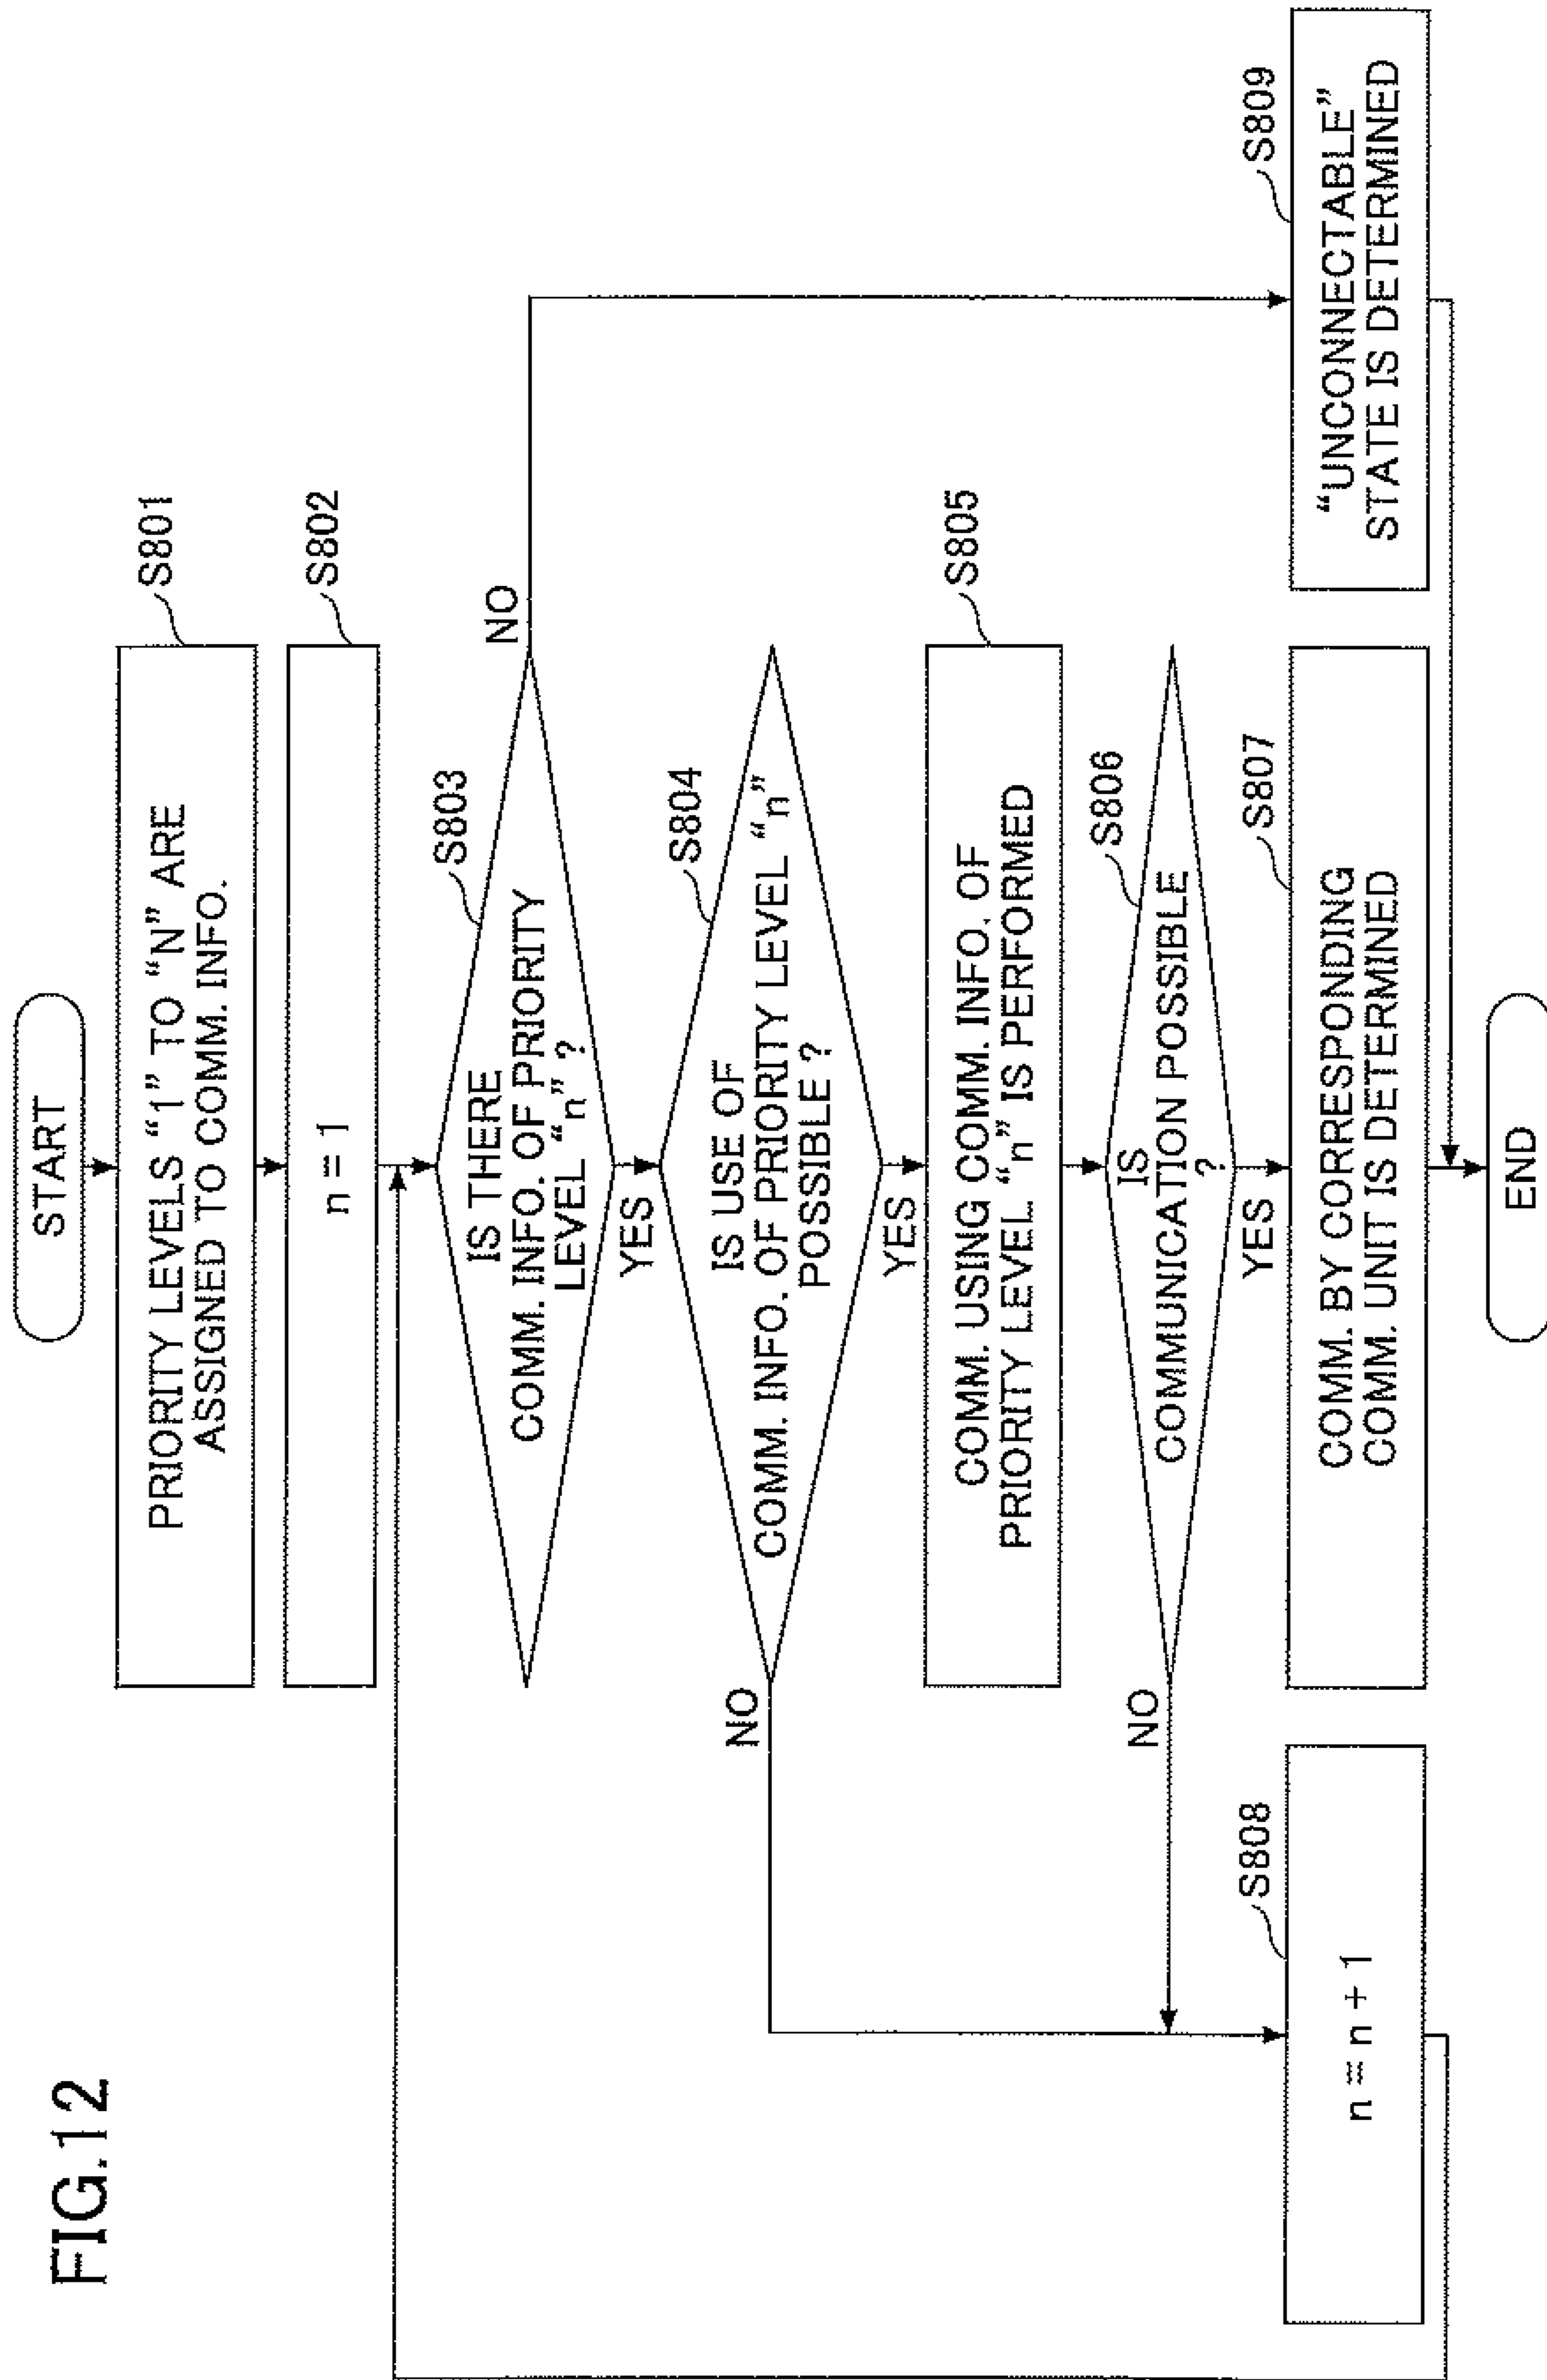 FIG.12
START
PRIORITY LEVELS “1” TO “N” ARE
ASSIGNED TO COMM. INFO.
S801
n = 1
S802
IS THERE
COMM. INFO. OF PRIORITY
LEVEL “n” ?
S803
NO
YES
IS USE OF
COMM. INFO. OF PRIORITY LEVEL “n”
POSSIBLE ?
S804
NO
YES
COMM. USING COMM. INFO. OF
PRIORITY LEVEL “n” IS PERFORMED
S805
IS
COMMUNICATION POSSIBLE
?
S806
NO
YES
COMM. BY CORRESPONDING
COMM. UNIT IS DETERMINED
S807
n = n + 1
S808
“UNCONNECTABLE”
STATE IS DETERMINED
S809
END